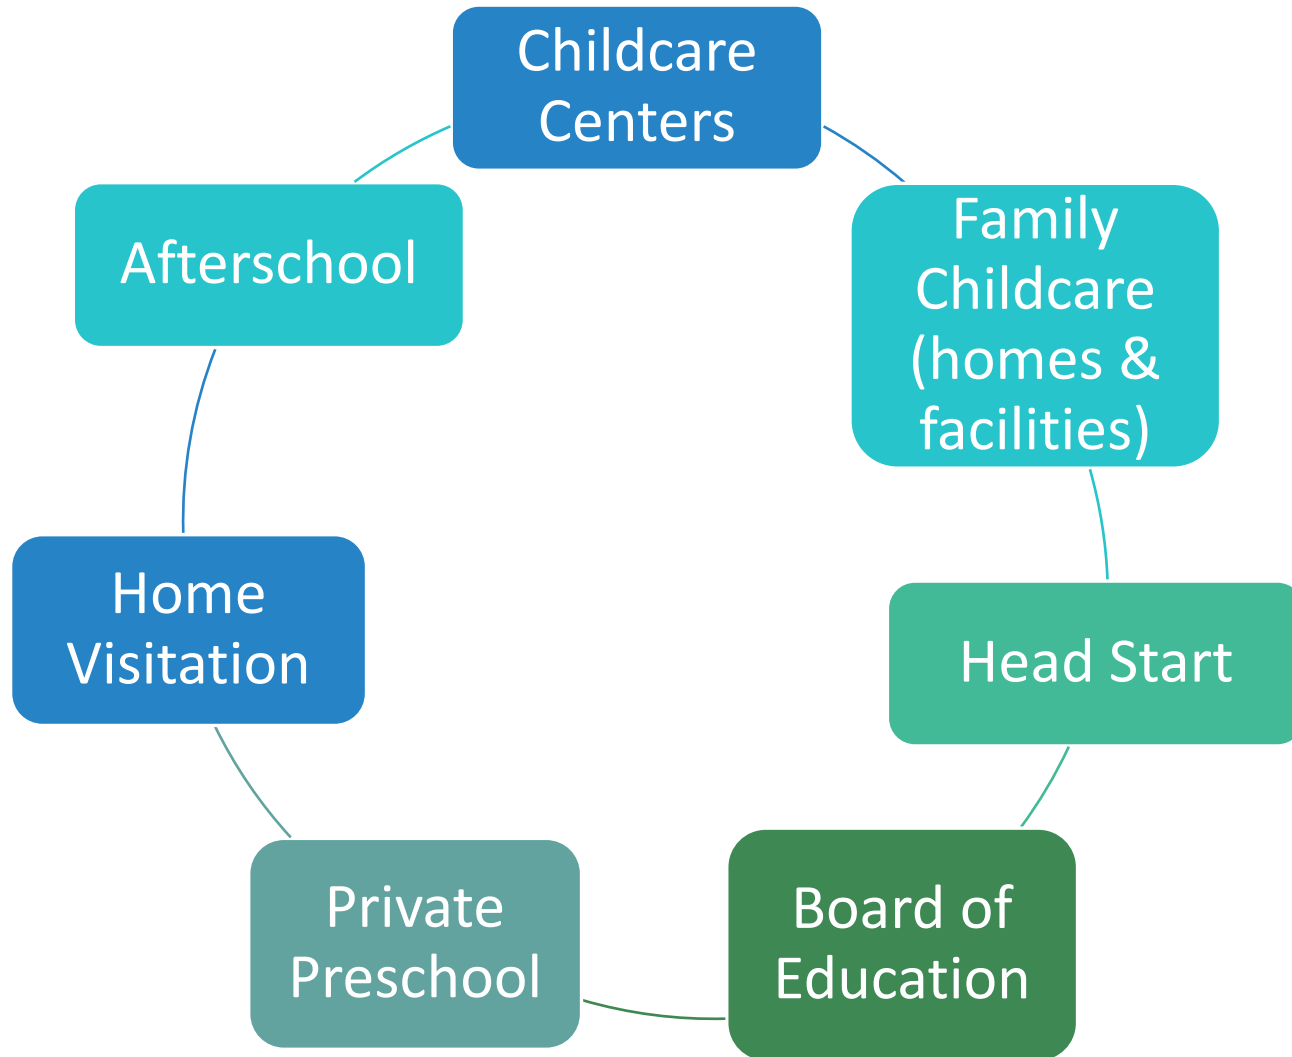 Childcare
Centers
Family
Childcare
(homes &
facilities)
Head Start
Board of
Education
Private
Preschool
Home
Visitation
Afterschool